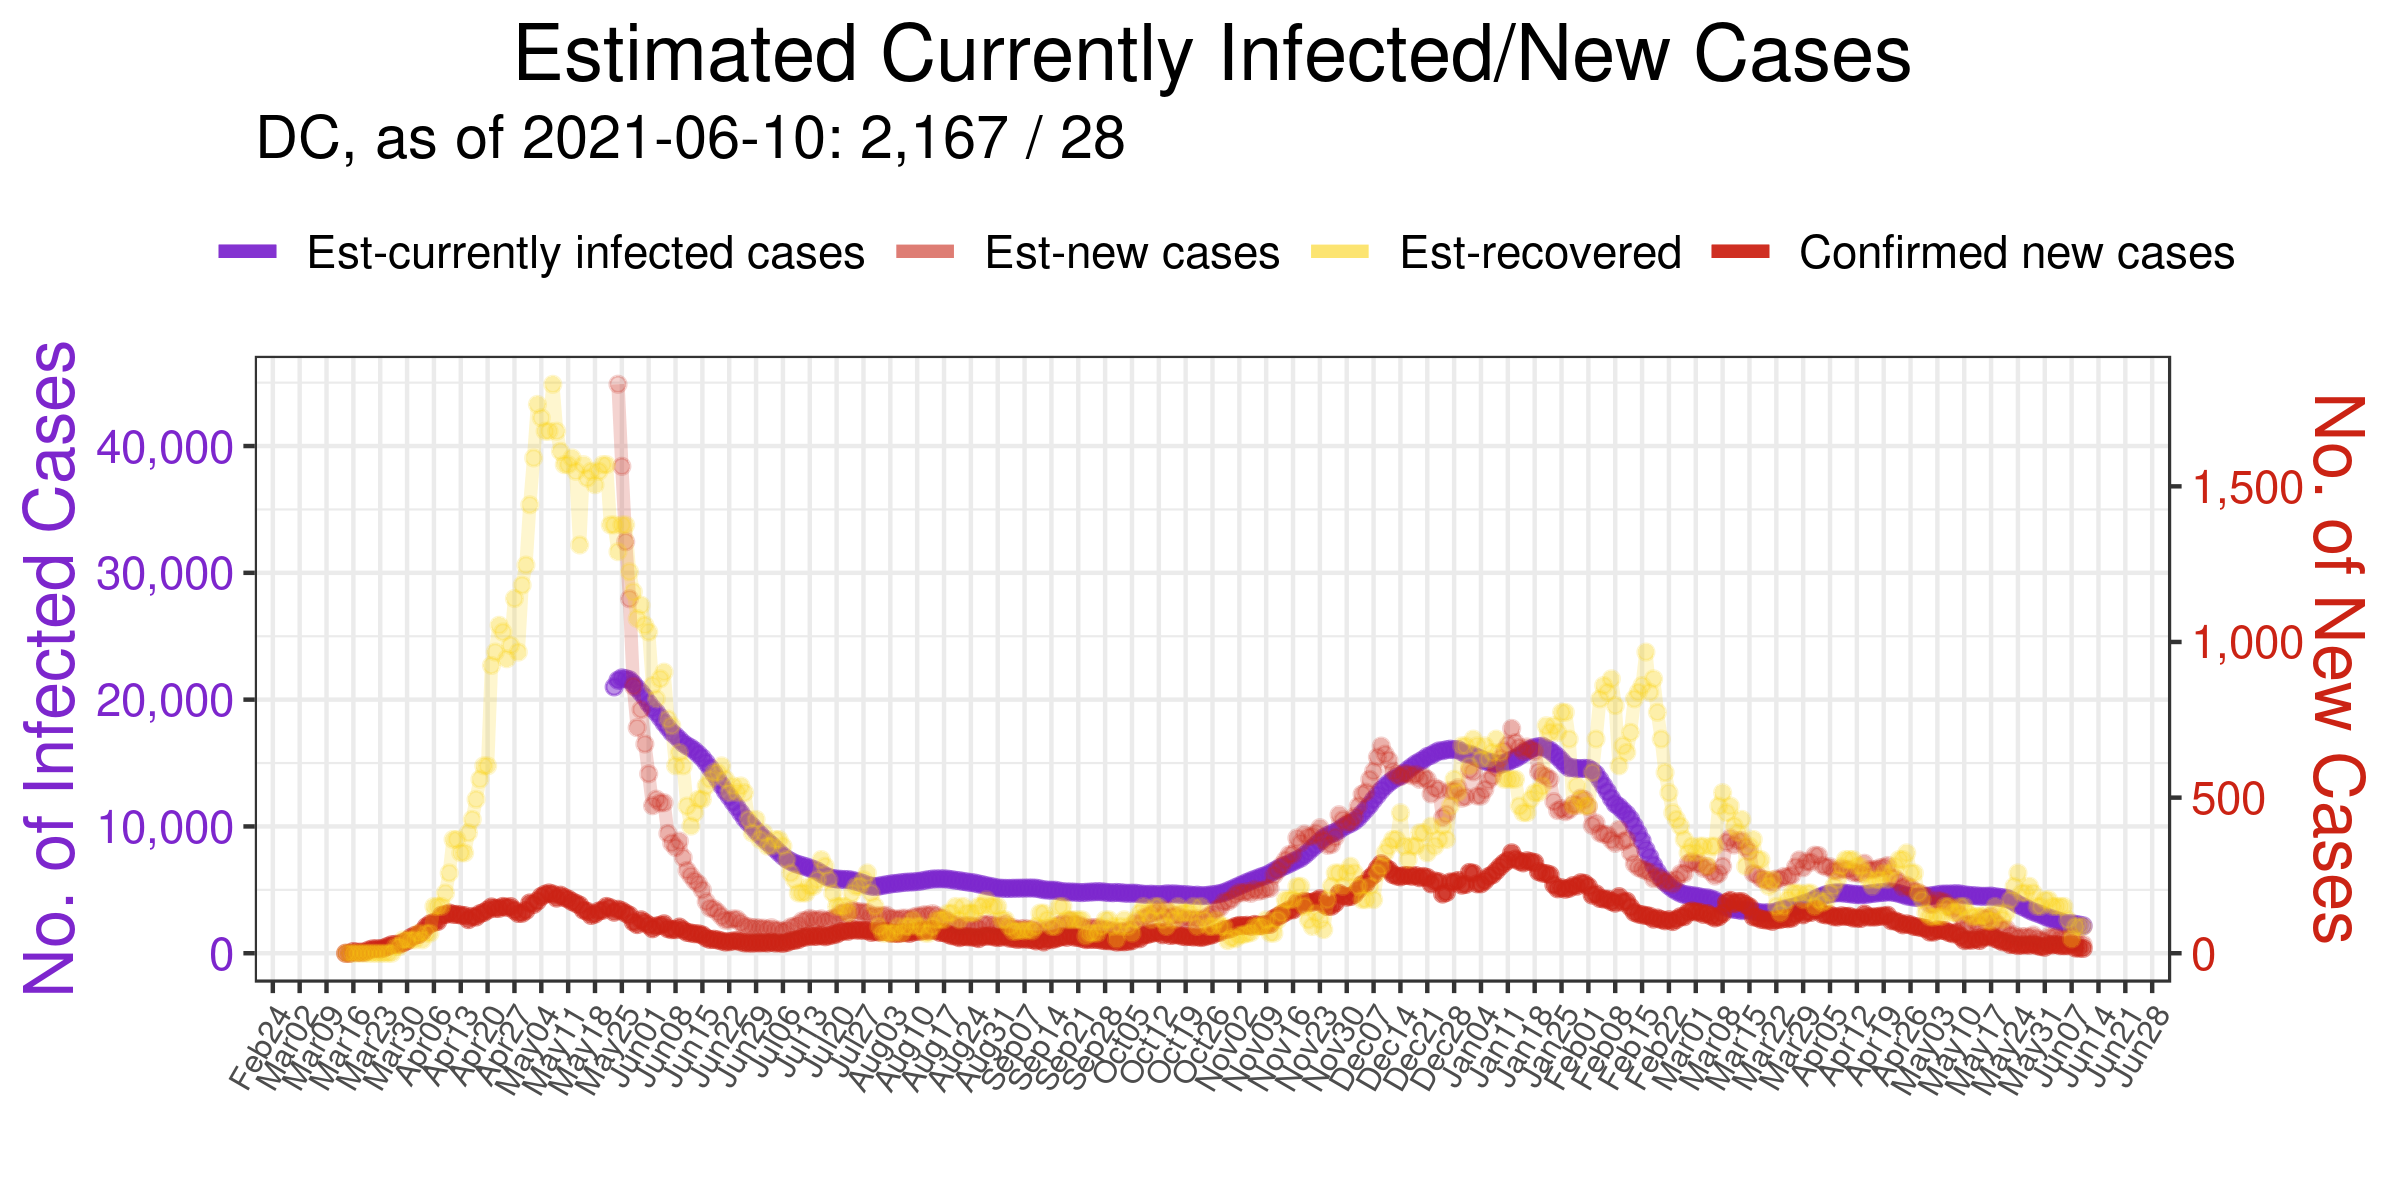 Estimated Currently Infected/New Cases
DC, as of 2021-06-10: 2,167 / 28
Est-currently infected cases
Est-new cases
Est-recovered
Confirmed new cases
No. of Infected Cases
40,000
30,000
20,000
10,000
0
1,500
1,000
500
0
No. of New Cases
Feb24
Mar02
Mar09
Mar16
Mar23
Mar30
Apr06
Apr13
Apr20
Apr27
May04
May11
May18
May25
Jun01
Jun08
Jun15
Jun22
Jun29
Jul06
Jul13
Jul20
Jul27
Aug03
Aug10
Aug17
Aug24
Aug31
Sep07
Sep14
Sep21
Sep28
Oct05
Oct12
Oct19
Oct26
Nov02
Nov09
Nov16
Nov23
Nov30
Dec07
Dec14
Dec21
Dec28
Jan04
Jan11
Jan18
Jan25
Feb01
Feb08
Feb15
Feb22
Mar01
Mar08
Mar15
Mar22
Mar29
Apr05
Apr12
Apr19
Apr26
May03
May10
May17
May24
May31
Jun07
Jun14
Jun21
Jun28